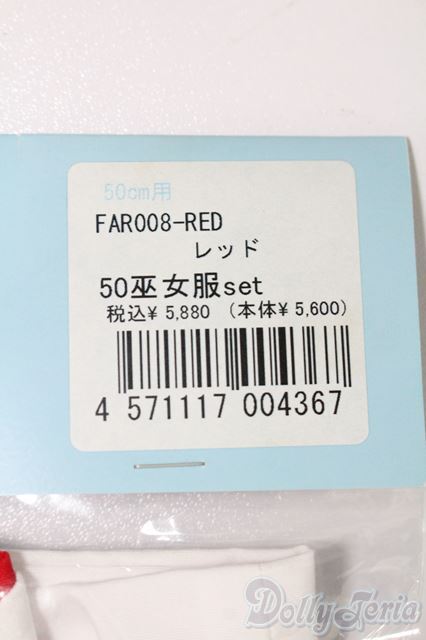 50cm用
FAR008-RED
レッド
50巫女服set
税込¥ 5,880 （本体¥ 5,600）
4 571117 004367
DollyTeria